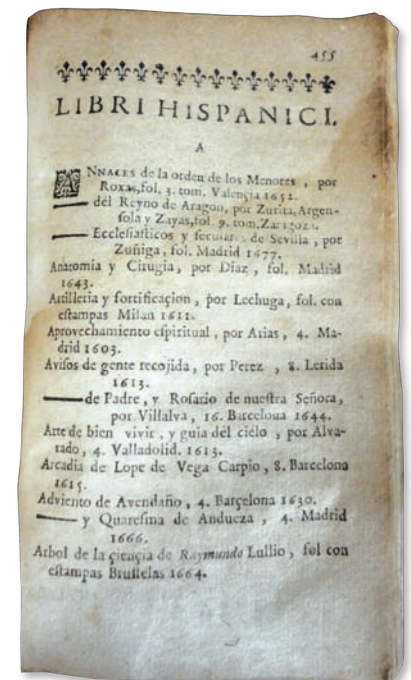 455
LIBRI HISPANICI.
A
ANNALES de la orden de los Menores, por
Roxas, fol. 3. tom. Valençia 1652.
—— del Reyno de Aragon, por Zurita, Argen-
sola y Zayas, fol. 9. tom. Zaragoza.
—— Ecclesiasticos y seculares de Sevilla, por
Zuñiga, fol. Madrid 1677.
Anatomia y Cirugia, por Diaz, fol. Madrid
1643.
Artilleria y fortificaçion, por Lechuga, fol. con
estampas Milan 1611.
Aprovechamiento espiritual, por Arias, 4. Ma-
drid 1603.
Avisos de gente recojida, por Perez, 8. Lerida
1613.
—— de Padre, y Rosario de nuestra Señora,
por Villalva, 16. Barcelona 1644.
Arte de bien vivir, y guia del cielo, por Alva-
rado, 4. Valladolid. 1613.
Arcadia de Lope de Vega Carpio, 8. Barcelona
1615.
Adviento de Avendaño, 4. Barçelona 1630.
—— y Quaresma de Andueza, 4. Madrid
1666.
Arbol de la çiençia de Raymundo Lullio, fol con
estampas Brusselas 1664.